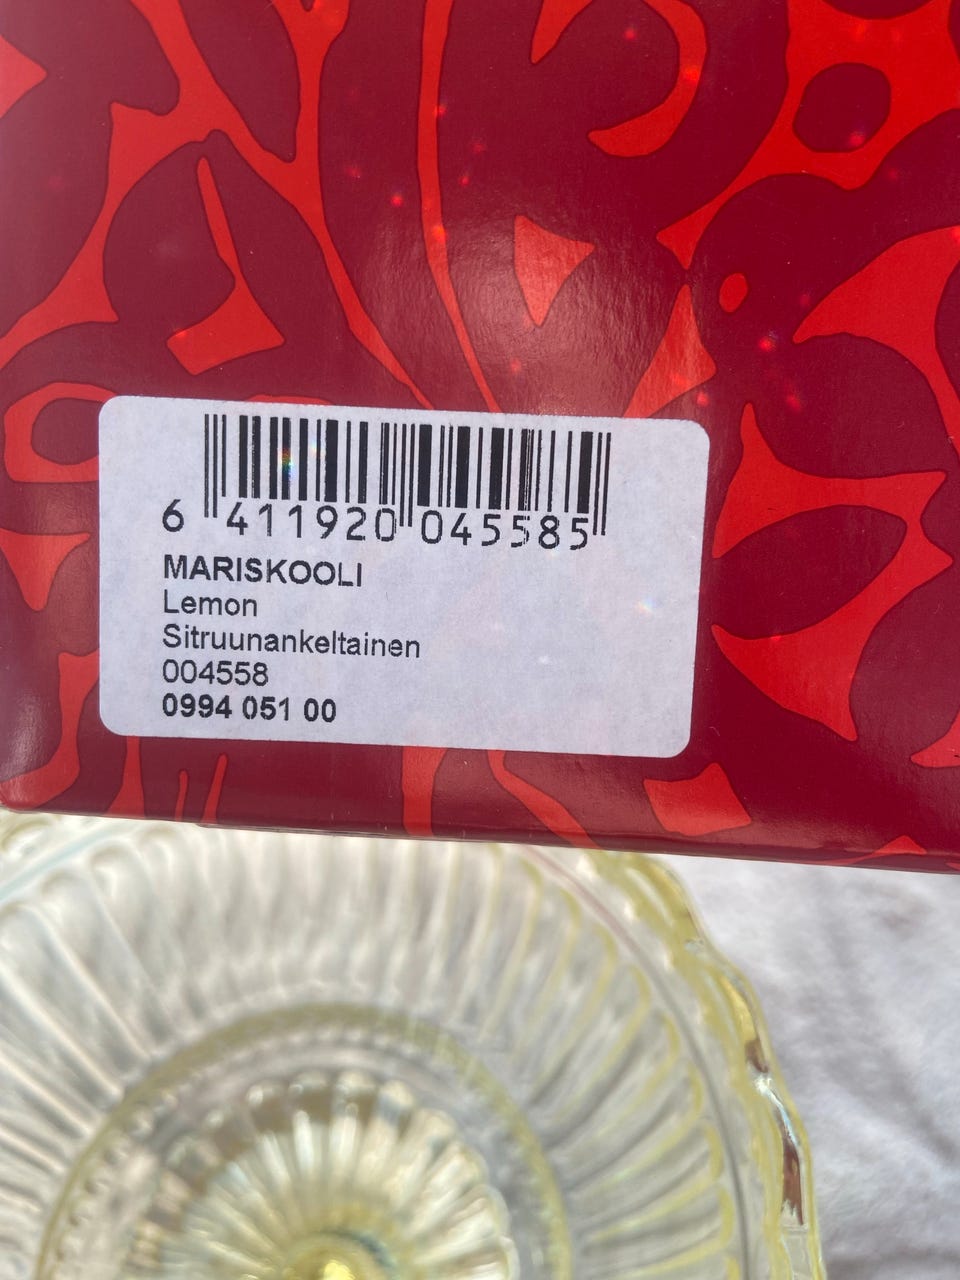 6 411920 045585
MARISKOOLI
Lemon
Sitruunankeltainen
004558
0994 051 00